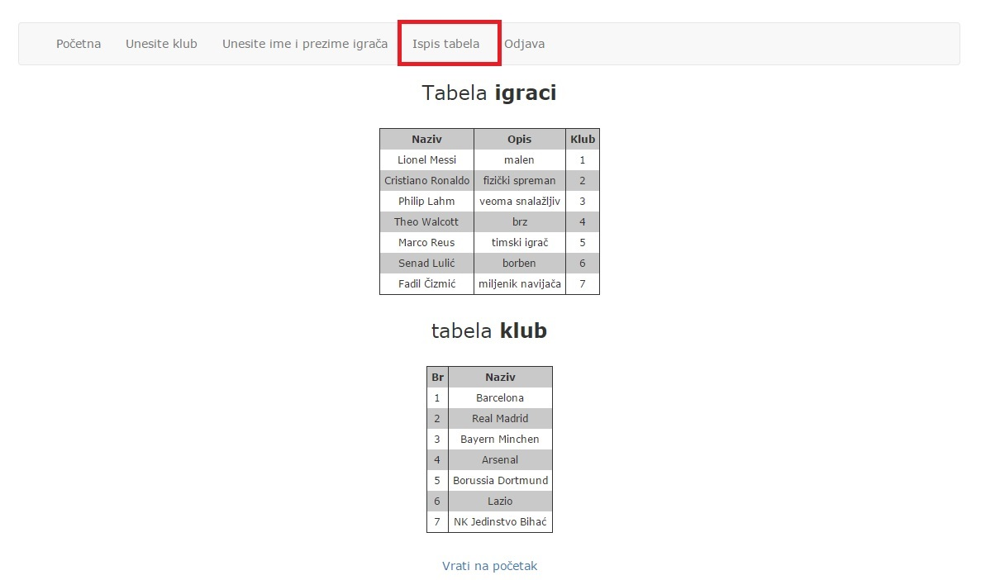 Početna Unesite klub Unesite ime i prezime igrača Ispis tabela Odjava
Tabela igraci
Naziv Opis Klub
Lionel Messi malen 1
Cristiano Ronaldo fizički spreman 2
Philip Lahm veoma snalažljiv 3
Theo Walcott brz 4
Marco Reus timski igrač 5
Senad Lulić borben 6
Fadil Čizmić miljenik navijača 7
tabela klub
Br Naziv
1 Barcelona
2 Real Madrid
3 Bayern Minchen
4 Arsenal
5 Borussia Dortmund
6 Lazio
7 NK Jedinstvo Bihać
Vrati na početak